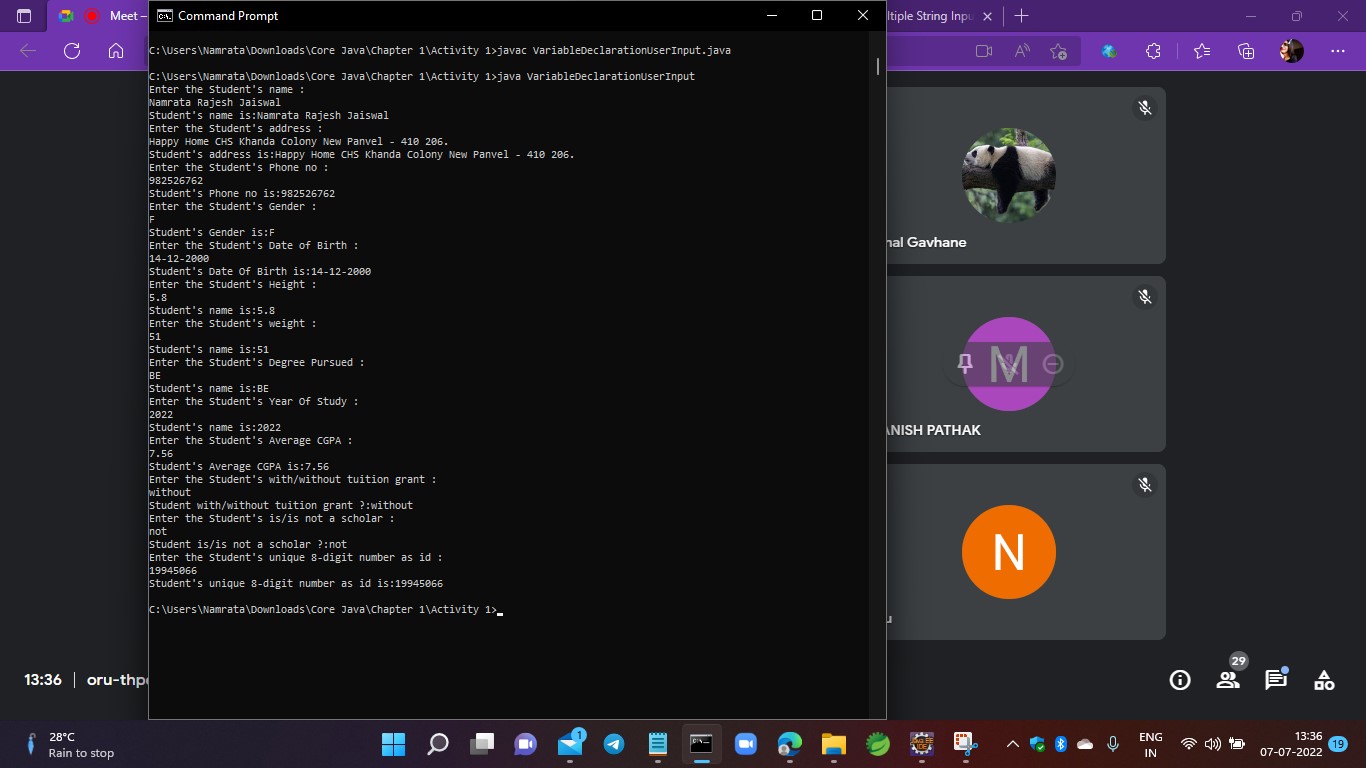 Meet –
Command Prompt
ltiple String Inpu
C:\Users\Namrata\Downloads\Core Java\Chapter 1\Activity 1>javac VariableDeclarationUserInput.java
C:\Users\Namrata\Downloads\Core Java\Chapter 1\Activity 1>java VariableDeclarationUserInput
Enter the Student's name :
Namrata Rajesh Jaiswal
Student's name is:Namrata Rajesh Jaiswal
Enter the Student's address :
Happy Home CHS Khanda Colony New Panvel - 410 206.
Student's address is:Happy Home CHS Khanda Colony New Panvel - 410 206.
Enter the Student's Phone no :
982526762
Student's Phone no is:982526762
Enter the Student's Gender :
F
Student's Gender is:F
Enter the Student's Date of Birth :
14-12-2000
Student's Date Of Birth is:14-12-2000
Enter the Student's Height :
5.8
Student's name is:5.8
Enter the Student's weight :
51
Student's name is:51
Enter the Student's Degree Pursued :
BE
Student's name is:BE
Enter the Student's Year Of Study :
2022
Student's name is:2022
Enter the Student's Average CGPA :
7.56
Student's Average CGPA is:7.56
Enter the Student's with/without tuition grant :
without
Student with/without tuition grant ?:without
Enter the Student's is/is not a scholar :
not
Student is/is not a scholar ?:not
Enter the Student's unique 8-digit number as id :
19945066
Student's unique 8-digit number as id is:19945066
C:\Users\Namrata\Downloads\Core Java\Chapter 1\Activity 1>
nal Gavhane
M
ANISH PATHAK
N
u
13:36 | oru-thp
29
28°C
Rain to stop
1
ENG
IN
13:36
07-07-2022
19